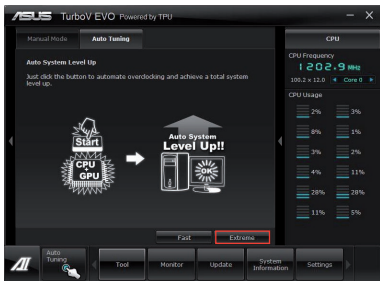 ASUS TurboV EVO Powered by TPU
Manual Mode
Auto Tuning
Auto System Level Up
Just click the button to automate overclocking and achieve a total system
level up.
Start
CPU
GPU
Auto System
Level Up!!
OK
Fast
Extreme
CPU
CPU Frequency
1202.9 MHz
100.2 x 12.0 Core 0
CPU Usage
2% 3%
8% 1%
3% 2%
4% 11%
28% 28%
11% 5%
AI
Auto
Tuning
Tool
Monitor
Update
System
Information
Settings